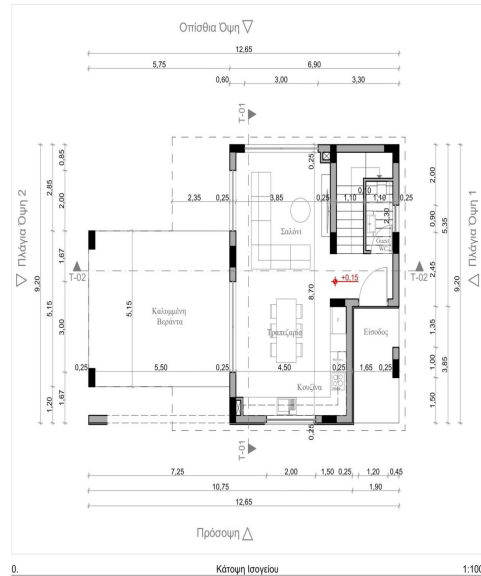 Οπίσθια Όψη
12,65
5,75 6,90
0,60 3,00 3,30
T-01
0,25
0,85
2,00
2,85
2,00
0,10
2,35 0,25 3,85 0,25 1,10 1,10 0,25
2,30
Σαλόνι
Guest
WC
0,90
5,35
Πλάγια Όψη 2
Πλάγια Όψη 1
1,67
2,45
T-02
T-02
+0,15
9,20
9,20
5,15
5,15
8,70
3,00
Καλυμμένη
Βεράντα
Τραπεζαρία
Είσοδος
1,35
0,25 5,50 0,25 4,50 0,25 1,65 0,25
1,00
3,85
Κουζίνα
1,20
1,67
1,50
0,25
T-01
7,25 2,00 1,50 0,25 1,20 0,45
10,75 1,90
12,65
Πρόσοψη
0. Κάτοψη Ισογείου 1:100